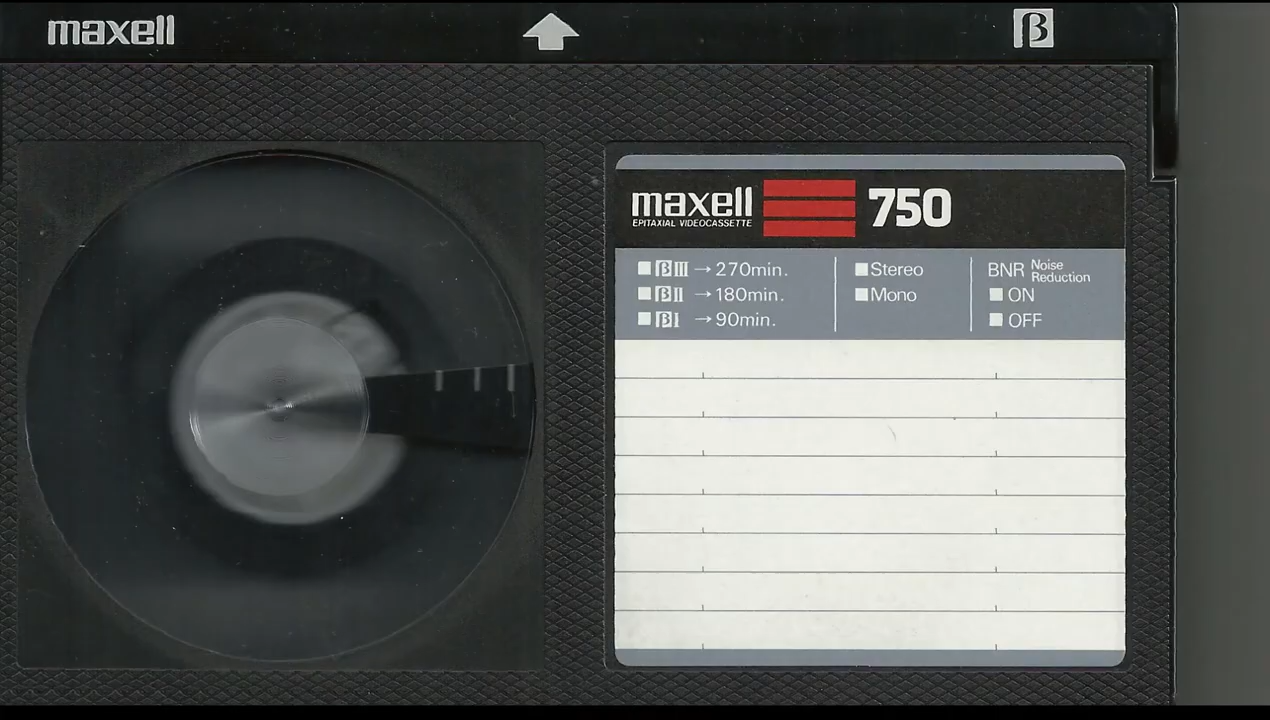 maxell β
maxell 750
EPITAXIAL VIDEOCASSETTE
βIII → 270min.
βII → 180min.
βI → 90min.
Stereo
Mono
BNR Noise Reduction
ON
OFF